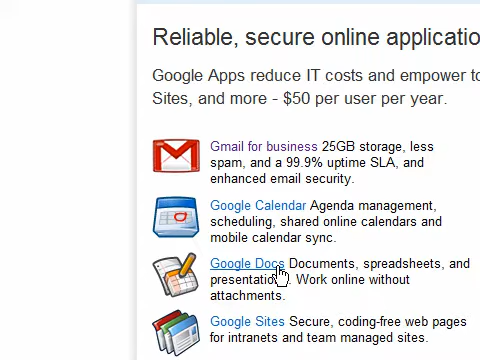 Reliable, secure online applicatio
Google Apps reduce IT costs and empower
Sites, and more - $50 per user per year.
Gmail for business 25GB storage, less
spam, and a 99.9% uptime SLA, and
enhanced email security.
Google Calendar Agenda management,
scheduling, shared online calendars and
mobile calendar sync.
Google Docs Documents, spreadsheets, and
presentation. Work online without
attachments.
Google Sites Secure, coding-free web pages
for intranets and team managed sites.